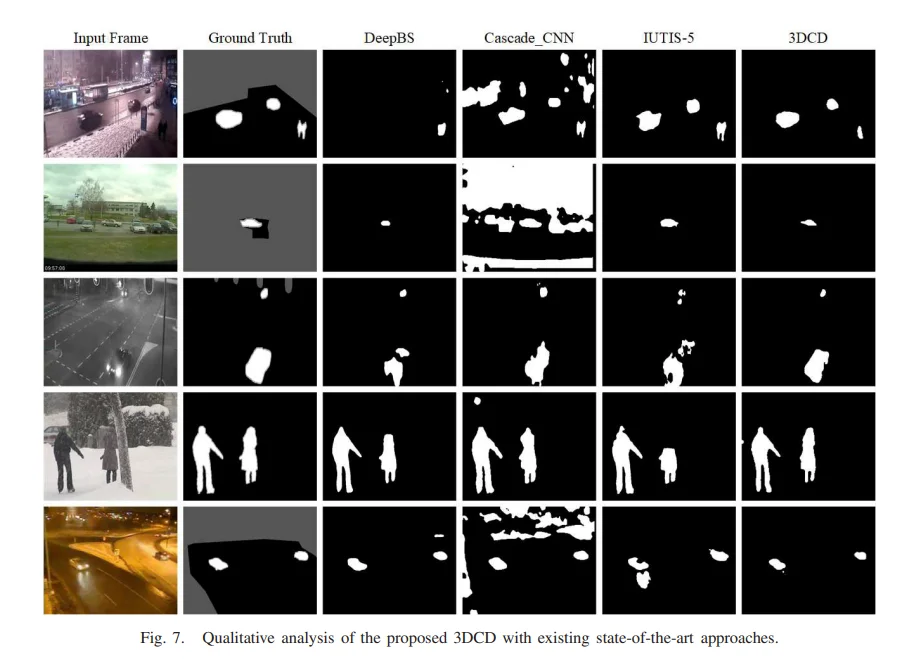 Input Frame Ground Truth DeepBS Cascade_CNN IUTIS-5 3DCD
09:57:08
Fig. 7. Qualitative analysis of the proposed 3DCD with existing state-of-the-art approaches.